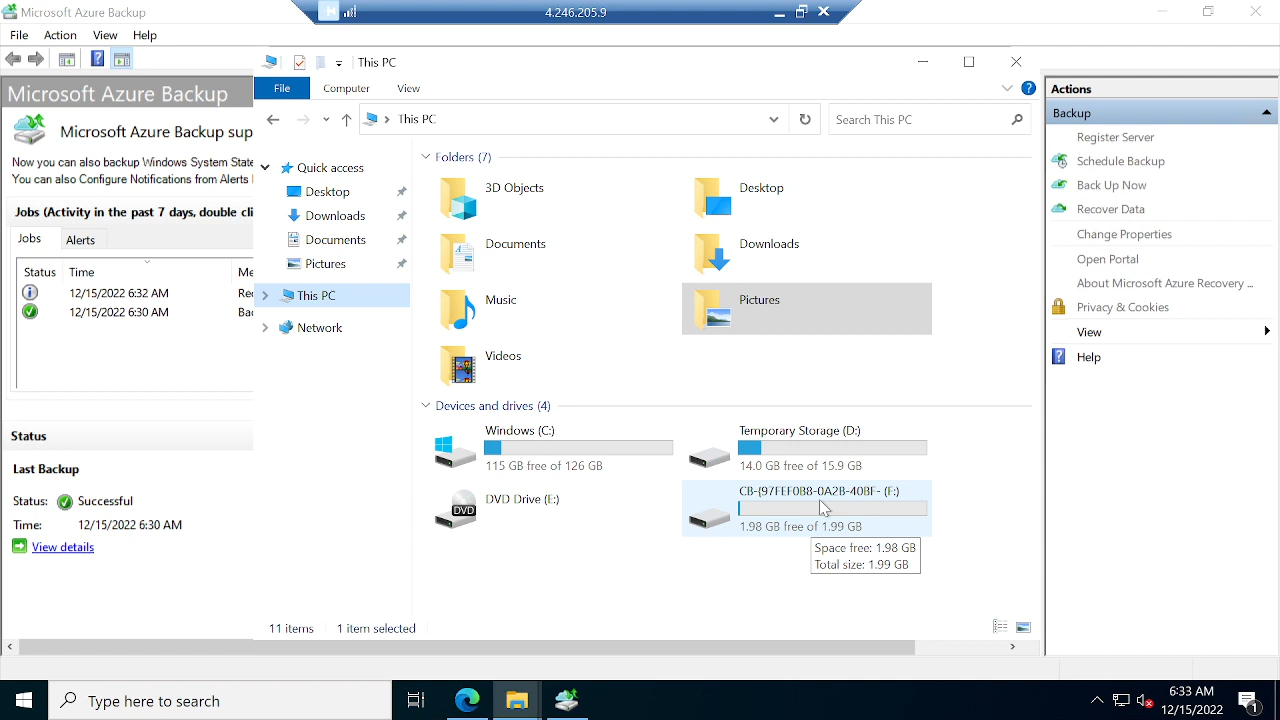 Microsoft Azure Backup
4.246.205.9
File Action View Help
Microsoft Azure Backup
Microsoft Azure Backup sup
Now you can also backup Windows System State
You can also Configure Notifications from Alerts
Jobs (Activity in the past 7 days, double cli
Jobs Alerts
Status Time Me
12/15/2022 6:32 AM Rec
12/15/2022 6:30 AM Bac
Status
Last Backup
Status: Successful
Time: 12/15/2022 6:30 AM
View details
This PC
File Computer View
This PC
Search This PC
Quick access
Desktop
Downloads
Documents
Pictures
This PC
Network
Folders (7)
3D Objects
Desktop
Documents
Downloads
Music
Pictures
Videos
Devices and drives (4)
Windows (C:)
115 GB free of 126 GB
Temporary Storage (D:)
14.0 GB free of 15.9 GB
DVD Drive (E:)
DVD
CB-{97FEF0B8-0A2B-40BF- (F:)
1.98 GB free of 1.99 GB
Space free: 1.98 GB
Total size: 1.99 GB
11 items 1 item selected
Actions
Backup
Register Server
Schedule Backup
Back Up Now
Recover Data
Change Properties
Open Portal
About Microsoft Azure Recovery ...
Privacy & Cookies
View
Help
Type here to search
6:33 AM
12/15/2022
1